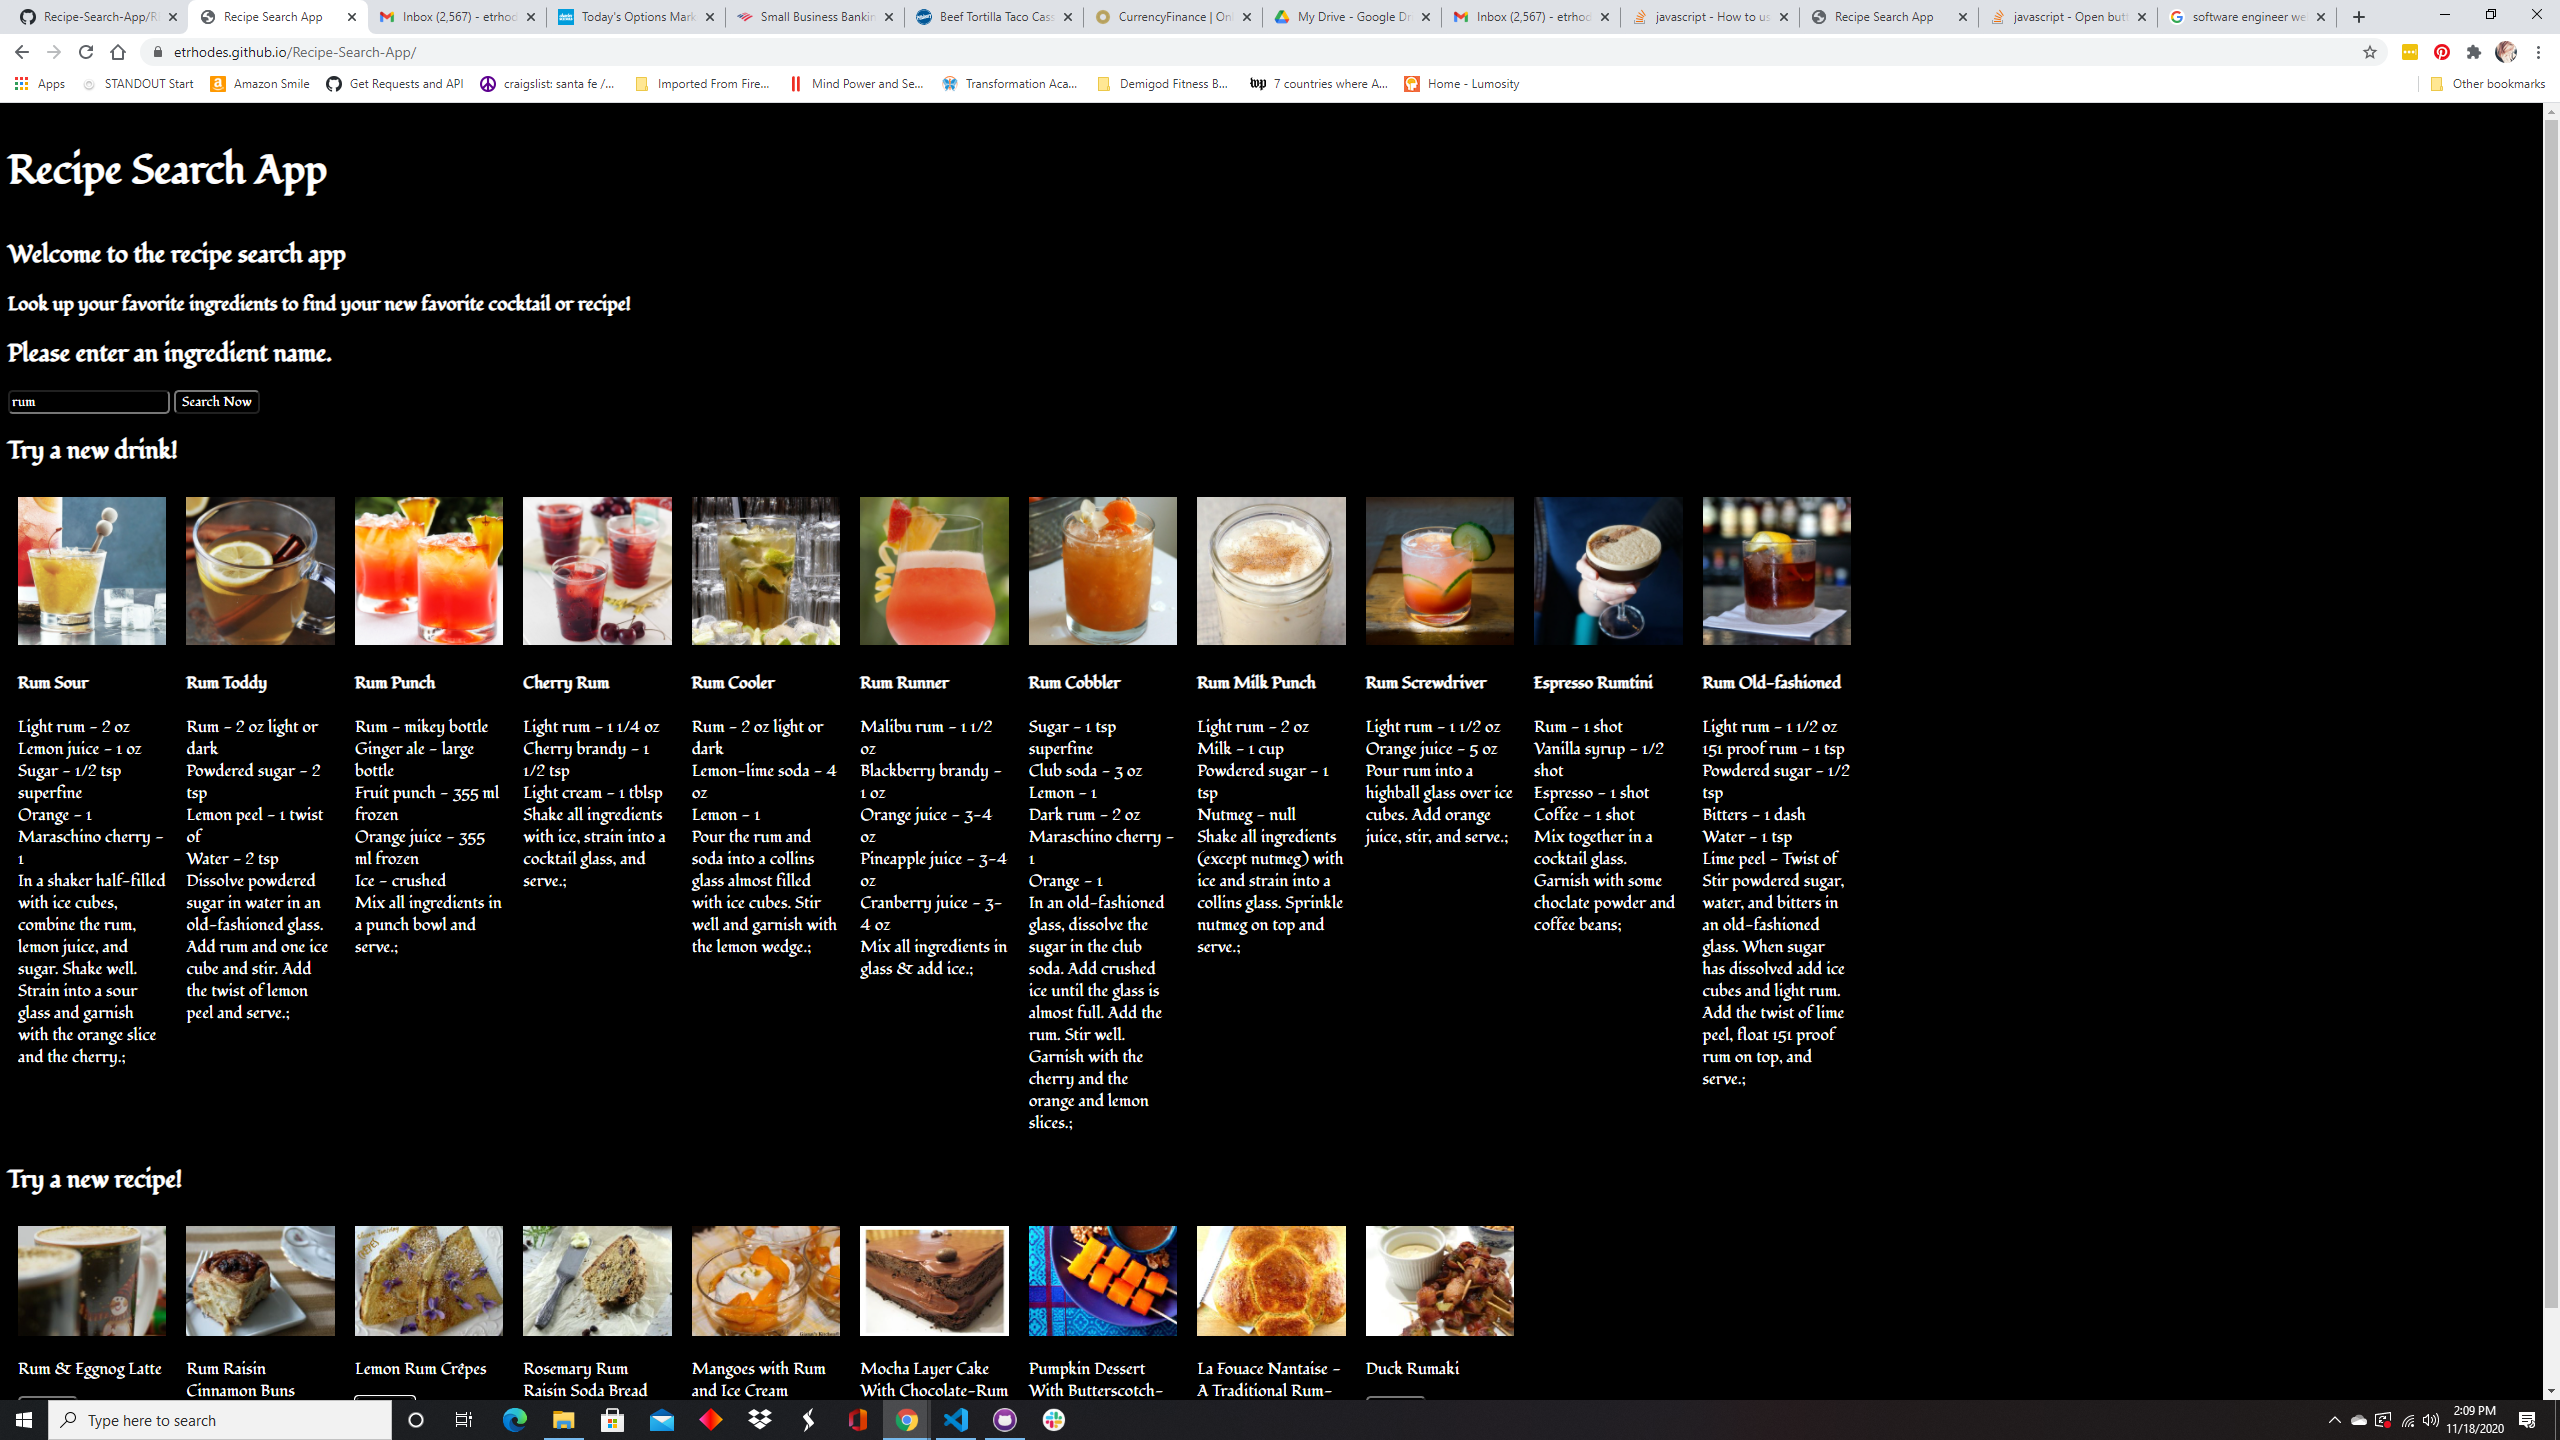 Recipe-Search-App/R
Recipe Search App
Inbox (2,567) - etrhod
Today's Options Mark
Small Business Bankin
Beef Tortilla Taco Cass
CurrencyFinance | Onl
My Drive - Google Dr
Inbox (2,567) - etrhod
javascript - How to us
Recipe Search App
javascript - Open butt
software engineer we
etrhodes.github.io/Recipe-Search-App/
Apps
STANDOUT Start
Amazon Smile
Get Requests and API
craigslist: santa fe /...
Imported From Fire...
Mind Power and Se...
Transformation Aca...
Demigod Fitness B...
7 countries where A...
Home - Lumosity
Other bookmarks
Recipe Search App
Welcome to the recipe search app
Look up your favorite ingredients to find your new favorite cocktail or recipe!
Please enter an ingredient name.
rum
Search Now
Try a new drink!
Rum Sour
Light rum - 2 oz
Lemon juice - 1 oz
Sugar - 1/2 tsp
superfine
Orange - 1
Maraschino cherry -
1
In a shaker half-filled
with ice cubes,
combine the rum,
lemon juice, and
sugar. Shake well.
Strain into a sour
glass and garnish
with the orange slice
and the cherry.;
Rum Toddy
Rum - 2 oz light or
dark
Powdered sugar - 2
tsp
Lemon peel - 1 twist
of
Water - 2 tsp
Dissolve powdered
sugar in water in an
old-fashioned glass.
Add rum and one ice
cube and stir. Add
the twist of lemon
peel and serve.;
Rum Punch
Rum - mikey bottle
Ginger ale - large
bottle
Fruit punch - 355 ml
frozen
Orange juice - 355
ml frozen
Ice - crushed
Mix all ingredients in
a punch bowl and
serve.;
Cherry Rum
Light rum - 1 1/4 oz
Cherry brandy - 1
1/2 tsp
Light cream - 1 tblsp
Shake all ingredients
with ice, strain into a
cocktail glass, and
serve.;
Rum Cooler
Rum - 2 oz light or
dark
Lemon-lime soda - 4
oz
Lemon - 1
Pour the rum and
soda into a collins
glass almost filled
with ice cubes. Stir
well and garnish with
the lemon wedge.;
Rum Runner
Malibu rum - 1 1/2
oz
Blackberry brandy -
1 oz
Orange juice - 3-4
oz
Pineapple juice - 3-4
oz
Cranberry juice - 3-
4 oz
Mix all ingredients in
glass & add ice.;
Rum Cobbler
Sugar - 1 tsp
superfine
Club soda - 3 oz
Lemon - 1
Dark rum - 2 oz
Maraschino cherry -
1
Orange - 1
In an old-fashioned
glass, dissolve the
sugar in the club
soda. Add crushed
ice until the glass is
almost full. Add the
rum. Stir well.
Garnish with the
cherry and the
orange and lemon
slices.;
Rum Milk Punch
Light rum - 2 oz
Milk - 1 cup
Powdered sugar - 1
tsp
Nutmeg - null
Shake all ingredients
(except nutmeg) with
ice and strain into a
collins glass. Sprinkle
nutmeg on top and
serve.;
Rum Screwdriver
Light rum - 1 1/2 oz
Orange juice - 5 oz
Pour rum into a
highball glass over ice
cubes. Add orange
juice, stir, and serve.;
Espresso Rumtini
Rum - 1 shot
Vanilla syrup - 1/2
shot
Espresso - 1 shot
Coffee - 1 shot
Mix together in a
cocktail glass.
Garnish with some
choclate powder and
coffee beans;
Rum Old-fashioned
Light rum - 1 1/2 oz
151 proof rum - 1 tsp
Powdered sugar - 1/2
tsp
Bitters - 1 dash
Water - 1 tsp
Lime peel - Twist of
Stir powdered sugar,
water, and bitters in
an old-fashioned
glass. When sugar
has dissolved add ice
cubes and light rum.
Add the twist of lime
peel, float 151 proof
rum on top, and
serve.;
Try a new recipe!
Rum & Eggnog Latte
Rum Raisin
Cinnamon Buns
Lemon Rum Crêpes
Rosemary Rum
Raisin Soda Bread
Mangoes with Rum
and Ice Cream
Mocha Layer Cake
With Chocolate-Rum
Pumpkin Dessert
With Butterscotch-
La Fouace Nantaise -
A Traditional Rum-
Duck Rumaki
Type here to search
2:09 PM
11/18/2020